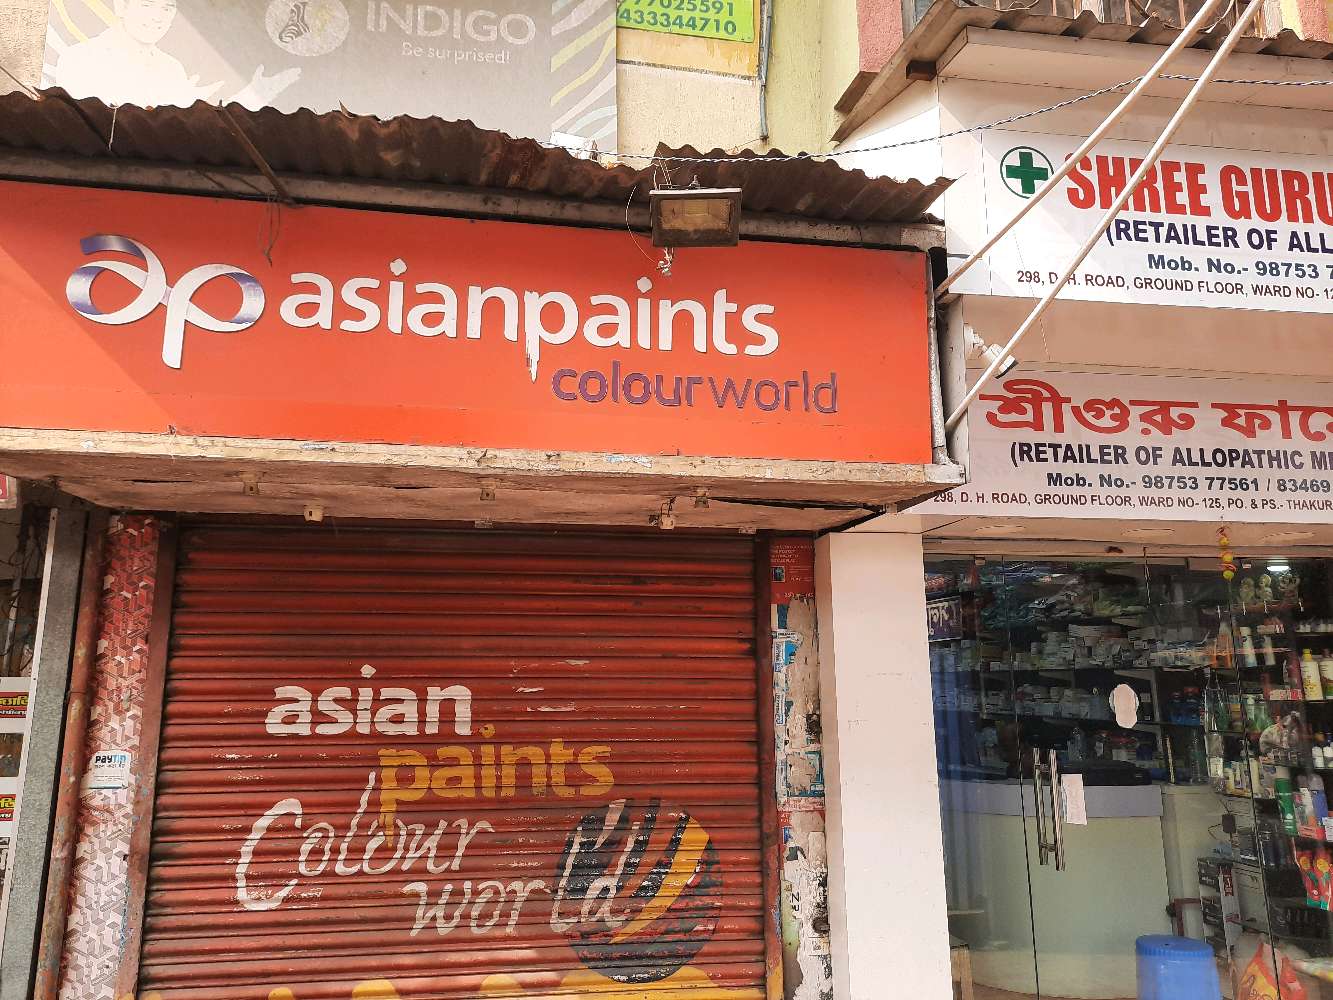 INDIGO
Be surprised!
77025591
433344710
ap asianpaints
colourworld
SHREE GURU
(RETAILER OF ALL
Mob. No.- 98753 7
298, D. H. ROAD, GROUND FLOOR, WARD NO- 12
শ্রীগুরু ফার্মে
(RETAILER OF ALLOPATHIC ME
Mob. No.- 98753 77561 / 83469
298, D. H. ROAD, GROUND FLOOR, WARD NO- 125, PO. & PS.- THAKUR
asian
paints
Colour
world